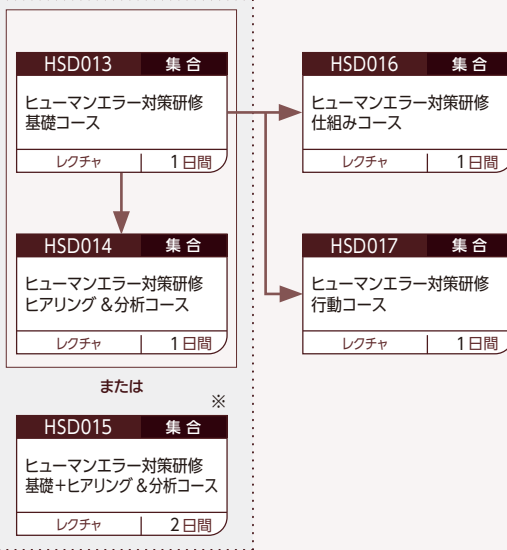 HSD013 集合
ヒューマンエラー対策研修
基礎コース
レクチャ 1日間
HSD014 集合
ヒューマンエラー対策研修
ヒアリング&分析コース
レクチャ 1日間
または
※
HSD015 集合
ヒューマンエラー対策研修
基礎+ヒアリング&分析コース
レクチャ 2日間
HSD016 集合
ヒューマンエラー対策研修
仕組みコース
レクチャ 1日間
HSD017 集合
ヒューマンエラー対策研修
行動コース
レクチャ 1日間